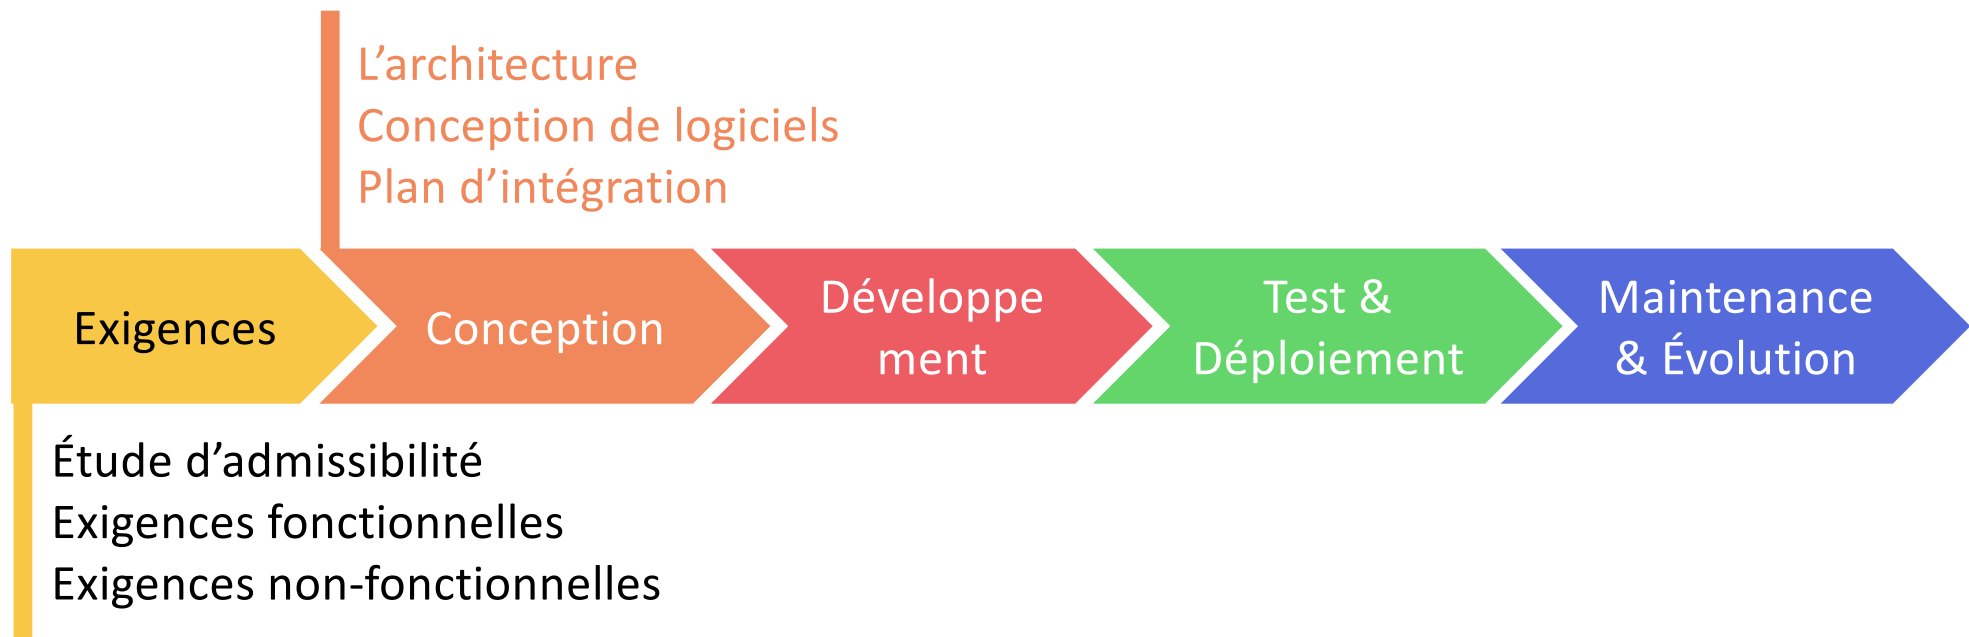 L’architecture
Conception de logiciels
Plan d’intégration
Exigences
Conception
Développe
ment
Test &
Déploiement
Maintenance
& Évolution
Étude d’admissibilité
Exigences fonctionnelles
Exigences non-fonctionnelles